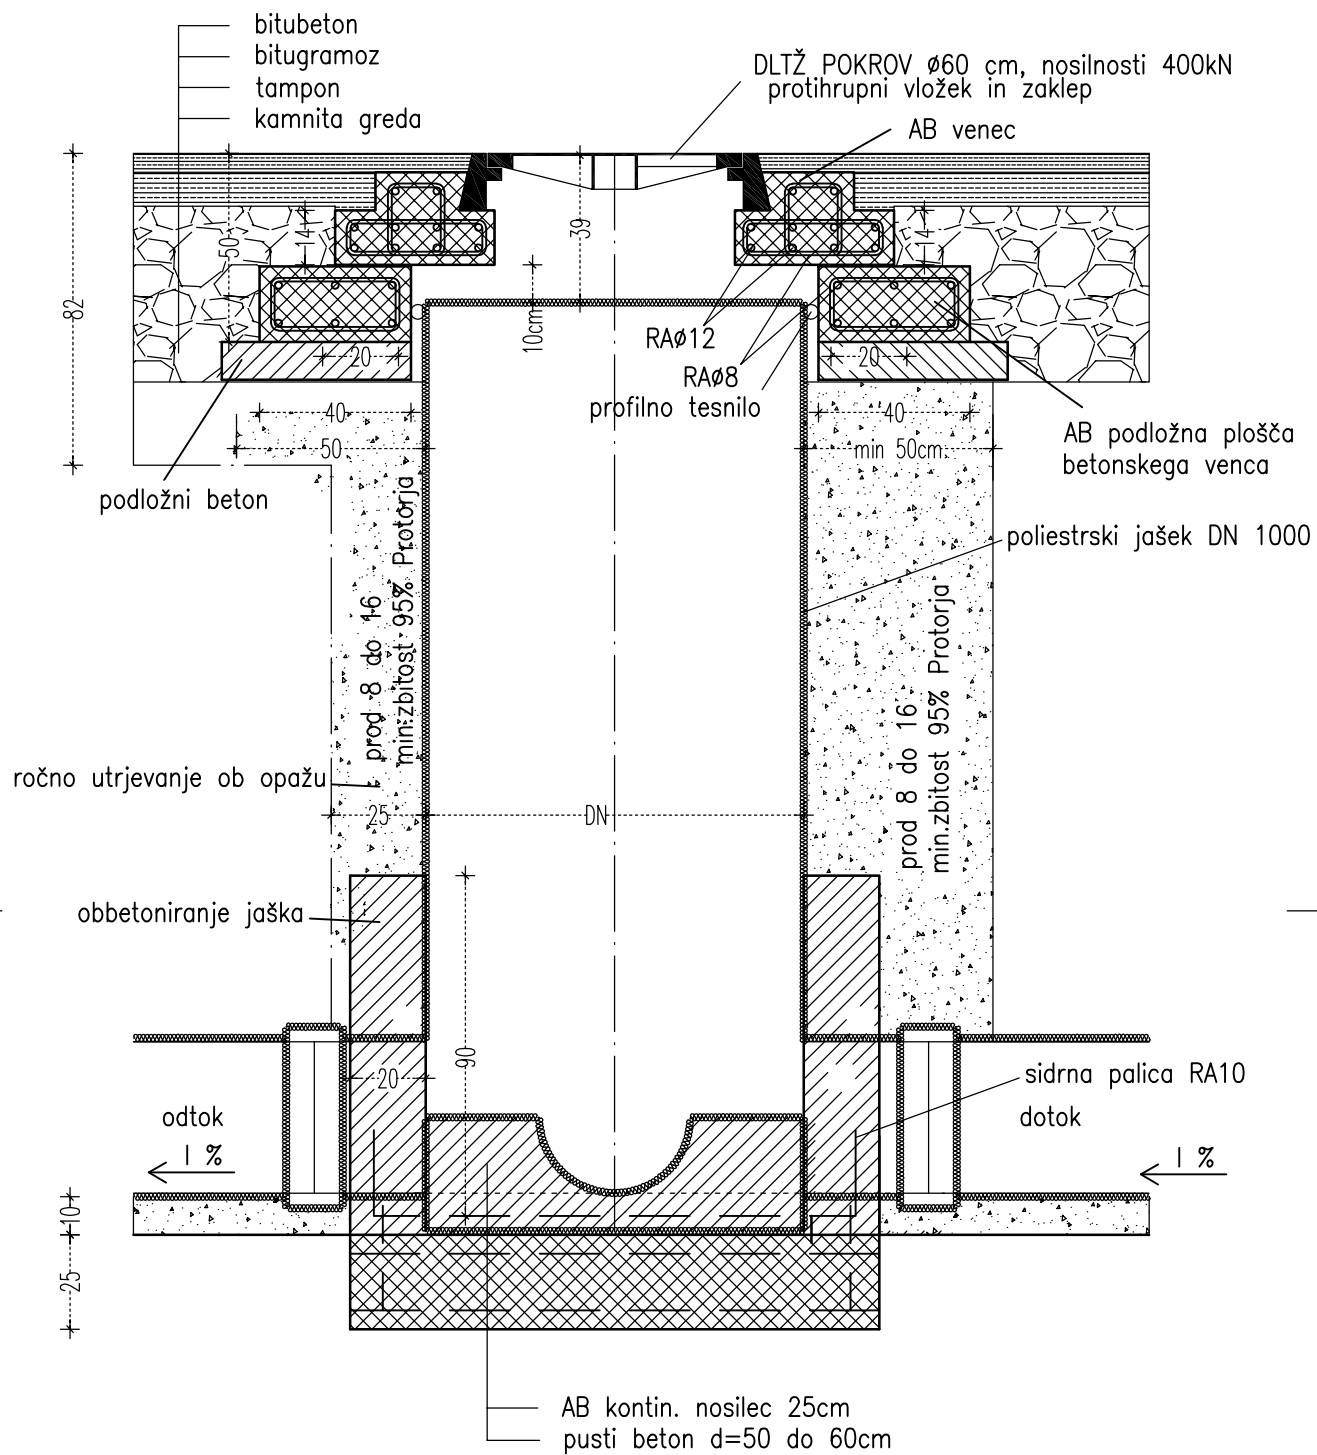 bitubeton
bitugramoz
tampon
kamnita greda
DLTŽ POKROV Ø60 cm, nosilnosti 400kN
protihrupni vložek in zaklep
AB venec
82
50
14
39
14
10cm
RAØ12
RAØ8
profilno tesnilo
20
20
40
50
40
min 50cm
AB podložna plošča
betonskega venca
podložni beton
poliestrski jašek DN 1000
prod 8 do 16
min.zbitost 95% Protorja
prod 8 do 16
min.zbitost 95% Protorja
ročno utrjevanje ob opažu
25
DN
obbetoniranje jaška
90
20
sidrna palica RA10
odtok
dotok
1 %
1 %
10
25
AB kontin. nosilec 25cm
pusti beton d=50 do 60cm